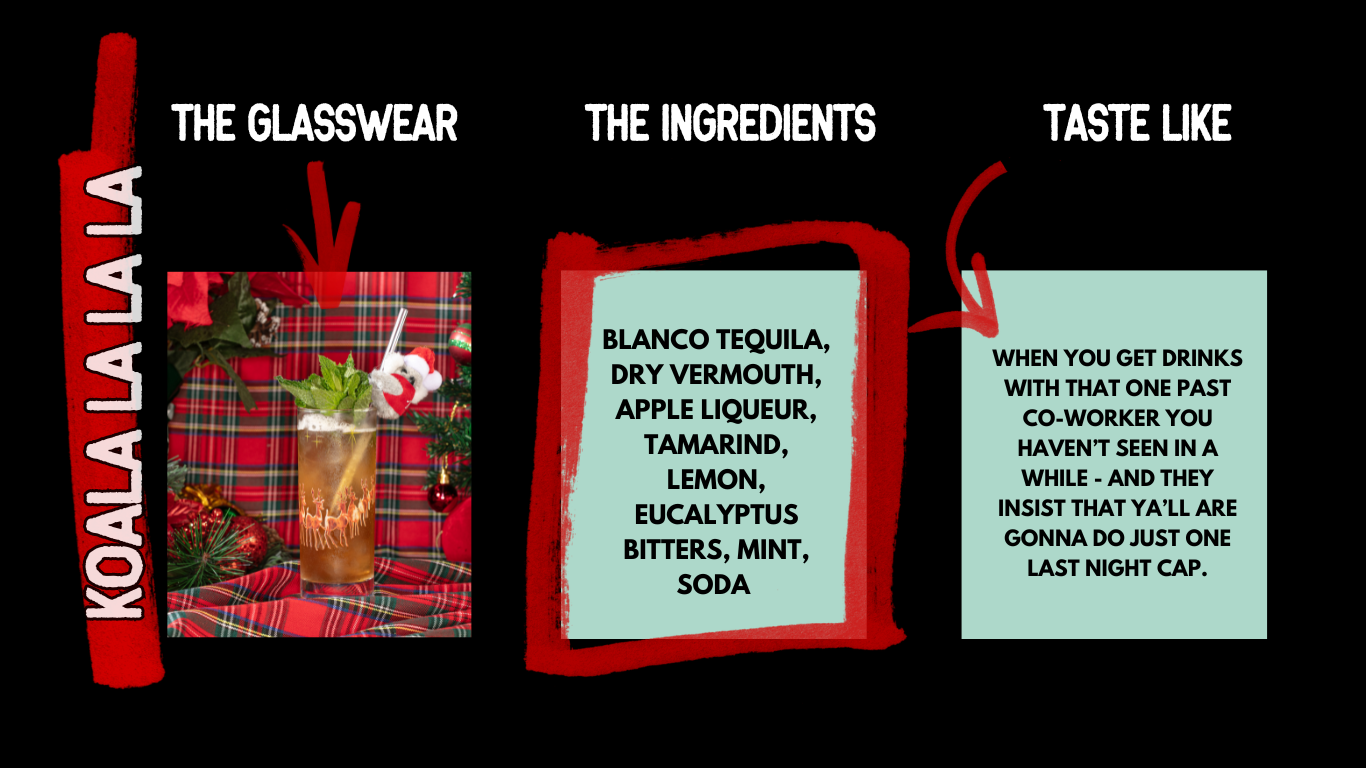 KOALA LA LA LA LA
THE GLASSWEAR
THE INGREDIENTS
BLANCO TEQUILA,
DRY VERMOUTH,
APPLE LIQUEUR,
TAMARIND,
LEMON,
EUCALYPTUS
BITTERS, MINT,
SODA
TASTE LIKE
WHEN YOU GET DRINKS
WITH THAT ONE PAST
CO-WORKER YOU
HAVEN'T SEEN IN A
WHILE - AND THEY
INSIST THAT YA'LL ARE
GONNA DO JUST ONE
LAST NIGHT CAP.